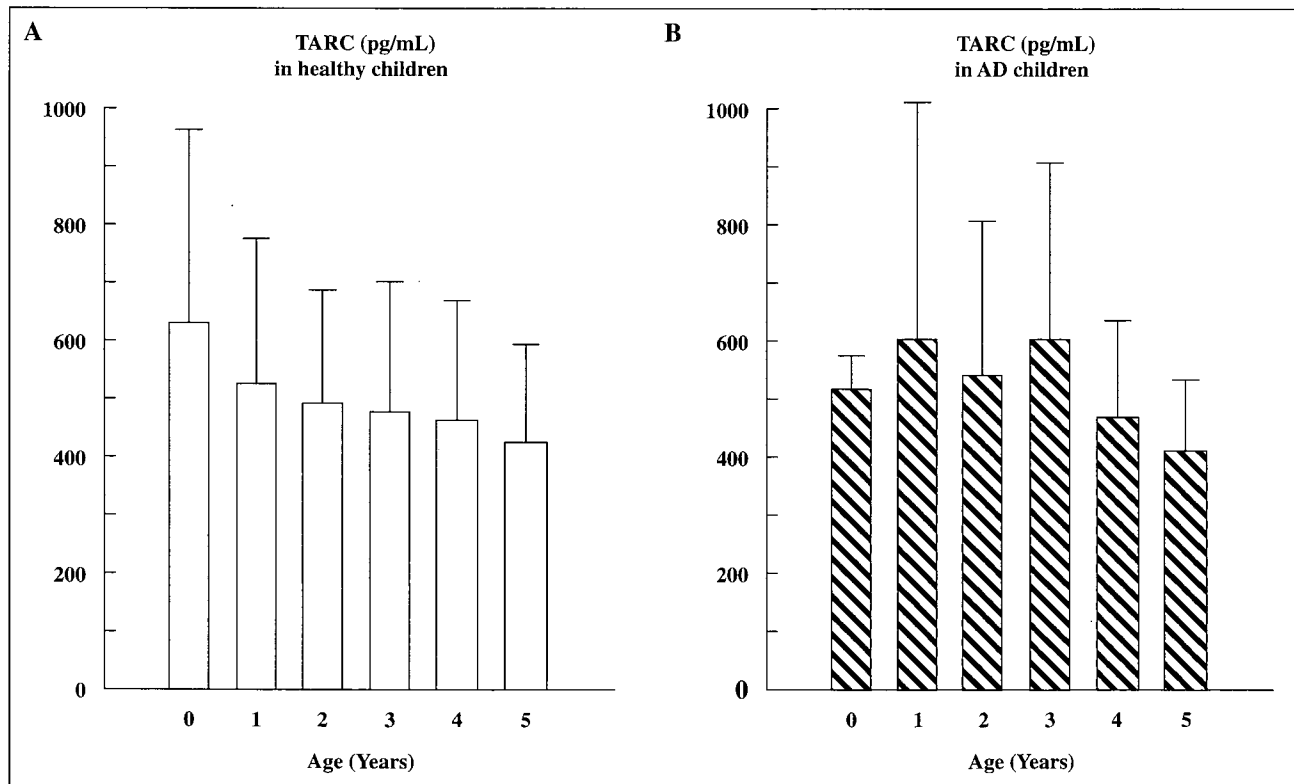 A
TARC (pg/mL)
in healthy children
1000
800
600
400
200
0
0 1 2 3 4 5
Age (Years)
B
TARC (pg/mL)
in AD children
1000
800
600
400
200
0
0 1 2 3 4 5
Age (Years)